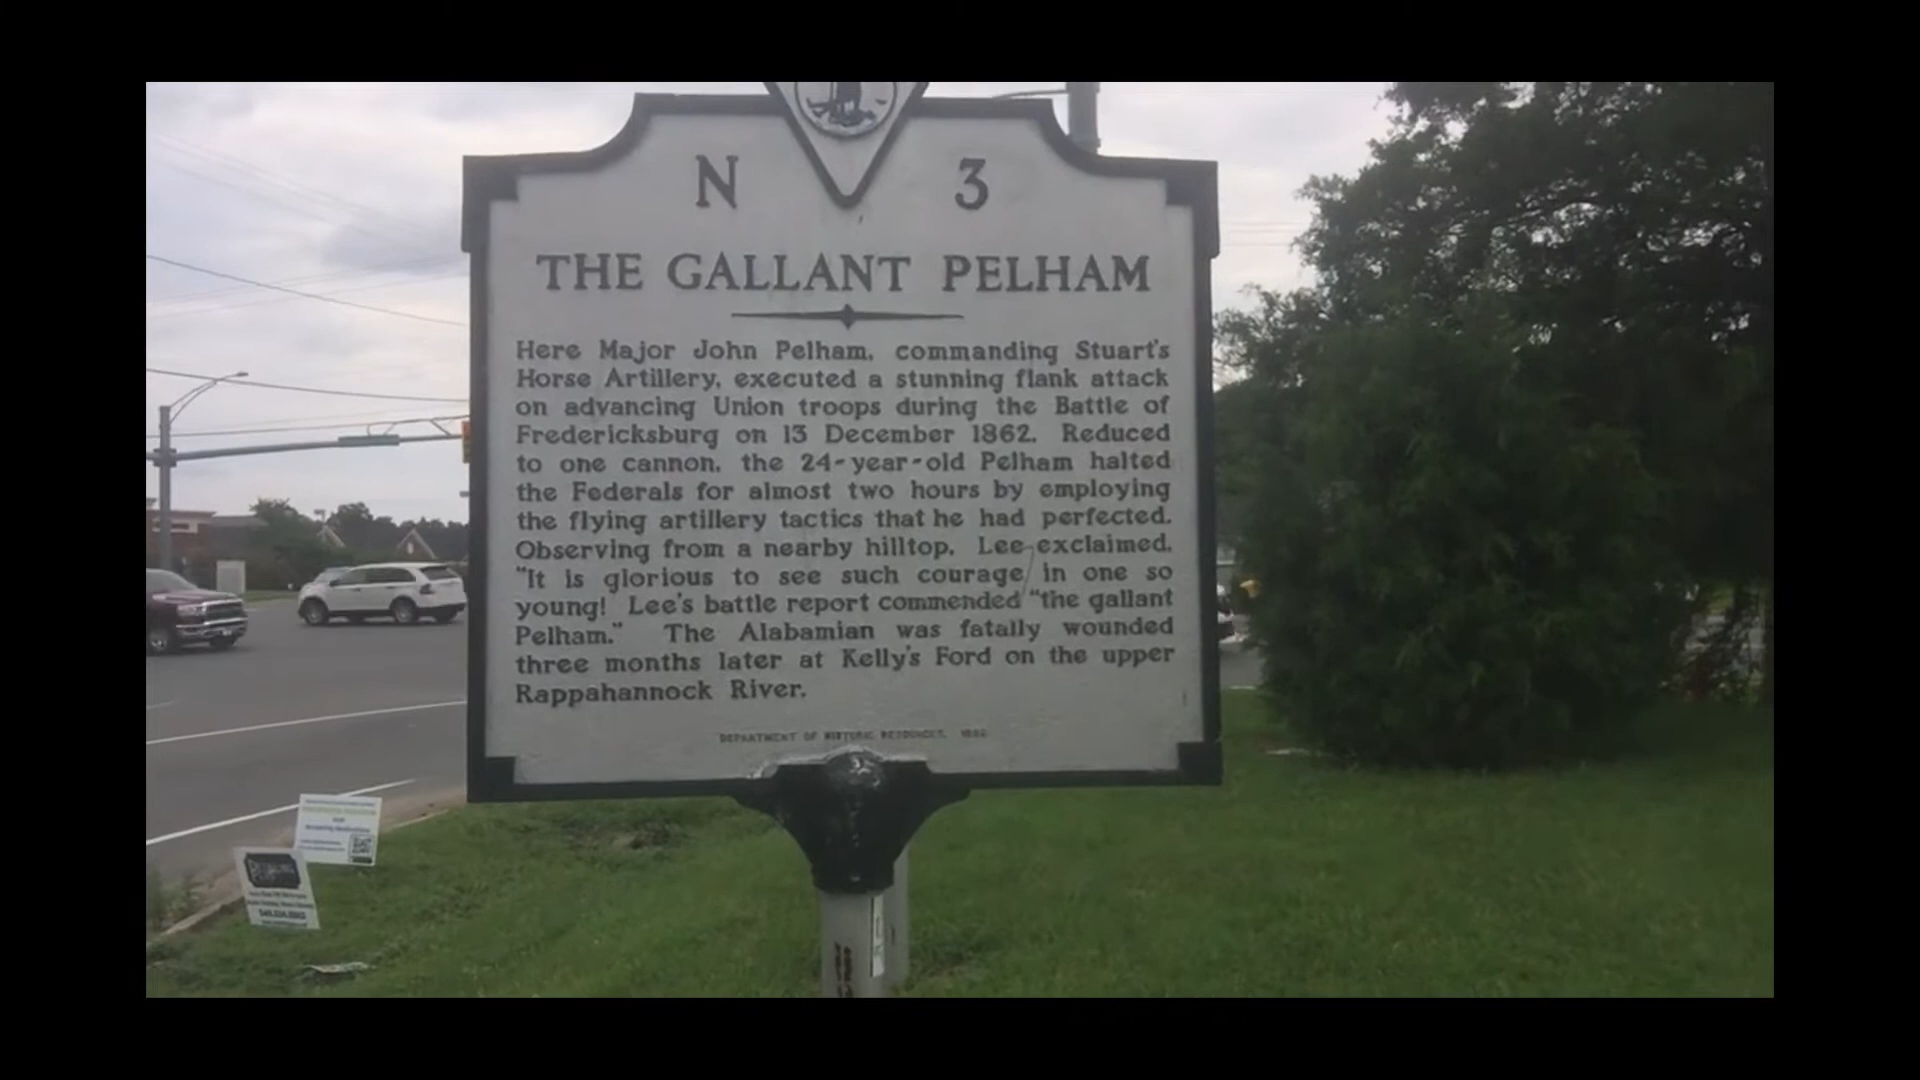 N 3
THE GALLANT PELHAM
Here Major John Pelham, commanding Stuart's
Horse Artillery, executed a stunning flank attack
on advancing Union troops during the Battle of
Fredericksburg on 13 December 1862. Reduced
to one cannon, the 24-year-old Pelham halted
the Federals for almost two hours by employing
the flying artillery tactics that he had perfected.
Observing from a nearby hilltop, Lee exclaimed,
"It is glorious to see such courage in one so
young! Lee's battle report commended "the gallant
Pelham." The Alabamian was fatally wounded
three months later at Kelly's Ford on the upper
Rappahannock River.
DEPARTMENT OF HISTORIC RESOURCES,